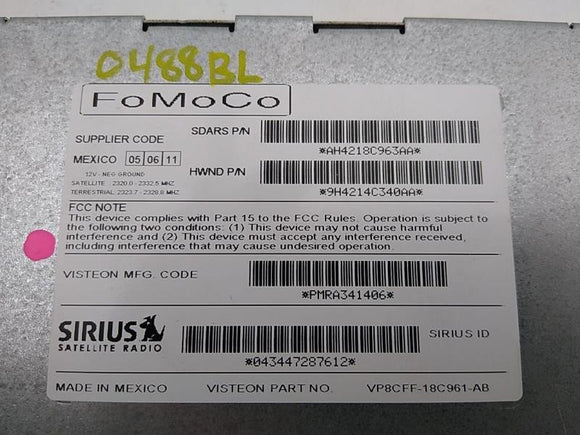 0488BL
FoMoCo
SUPPLIER CODE
MEXICO 05 06 11
12V - NEG GROUND
SATELLITE : 2320.0 - 2332.5 MHZ
TERRESTRIAL: 2323.7 - 2328.8 MHZ
SDARS P/N
*AH4218C963AA*
HWND P/N
*9H4214C340AA*
FCC NOTE
This device complies with Part 15 to the FCC Rules. Operation is subject to
the following two conditions: (1) This device may not cause harmful
interference and (2) This device must accept any interference received,
including interference that may cause undesired operation.
VISTEON MFG. CODE
*PMRA341406*
SIRIUS
SATELLITE RADIO
*043447287612*
SIRIUS ID
MADE IN MEXICO VISTEON PART NO. VP8CFF-18C961-AB